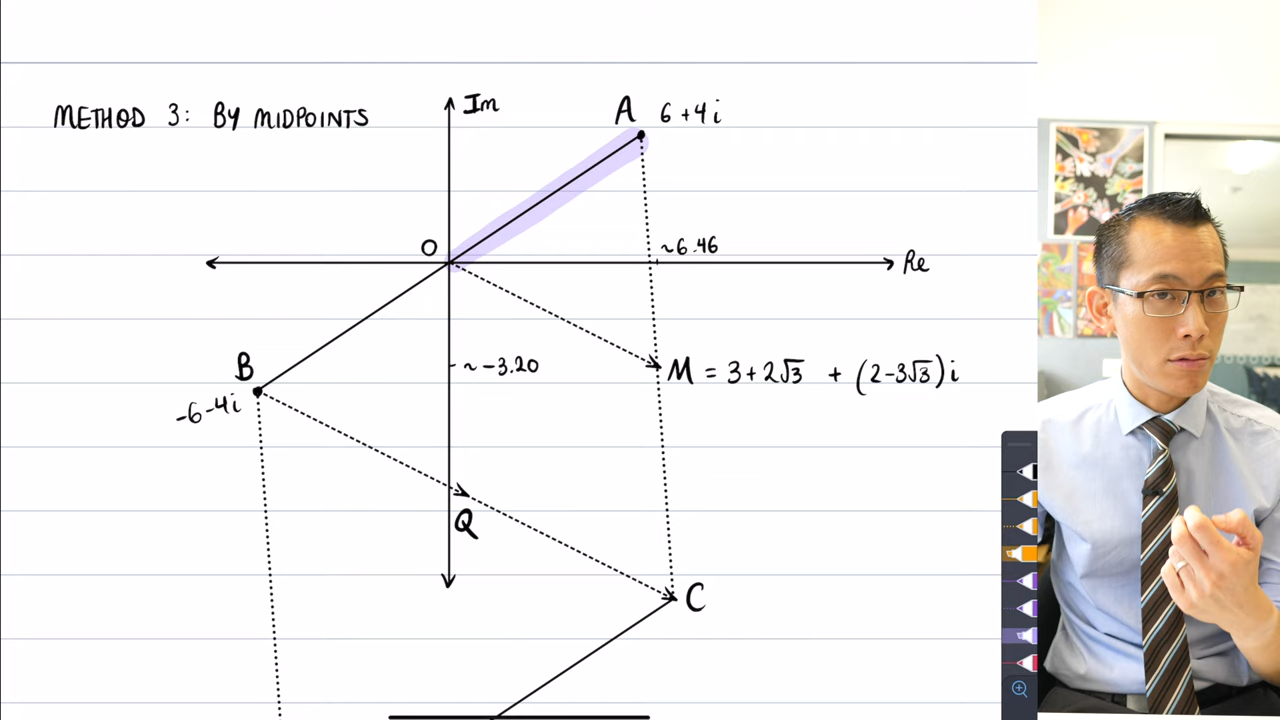 METHOD 3: BY MIDPOINTS
Im
A 6+4i
O
~6.46
Re
B
-6-4i
~ -3.20
M = 3+2√3 + (2-3√3)i
Q
C